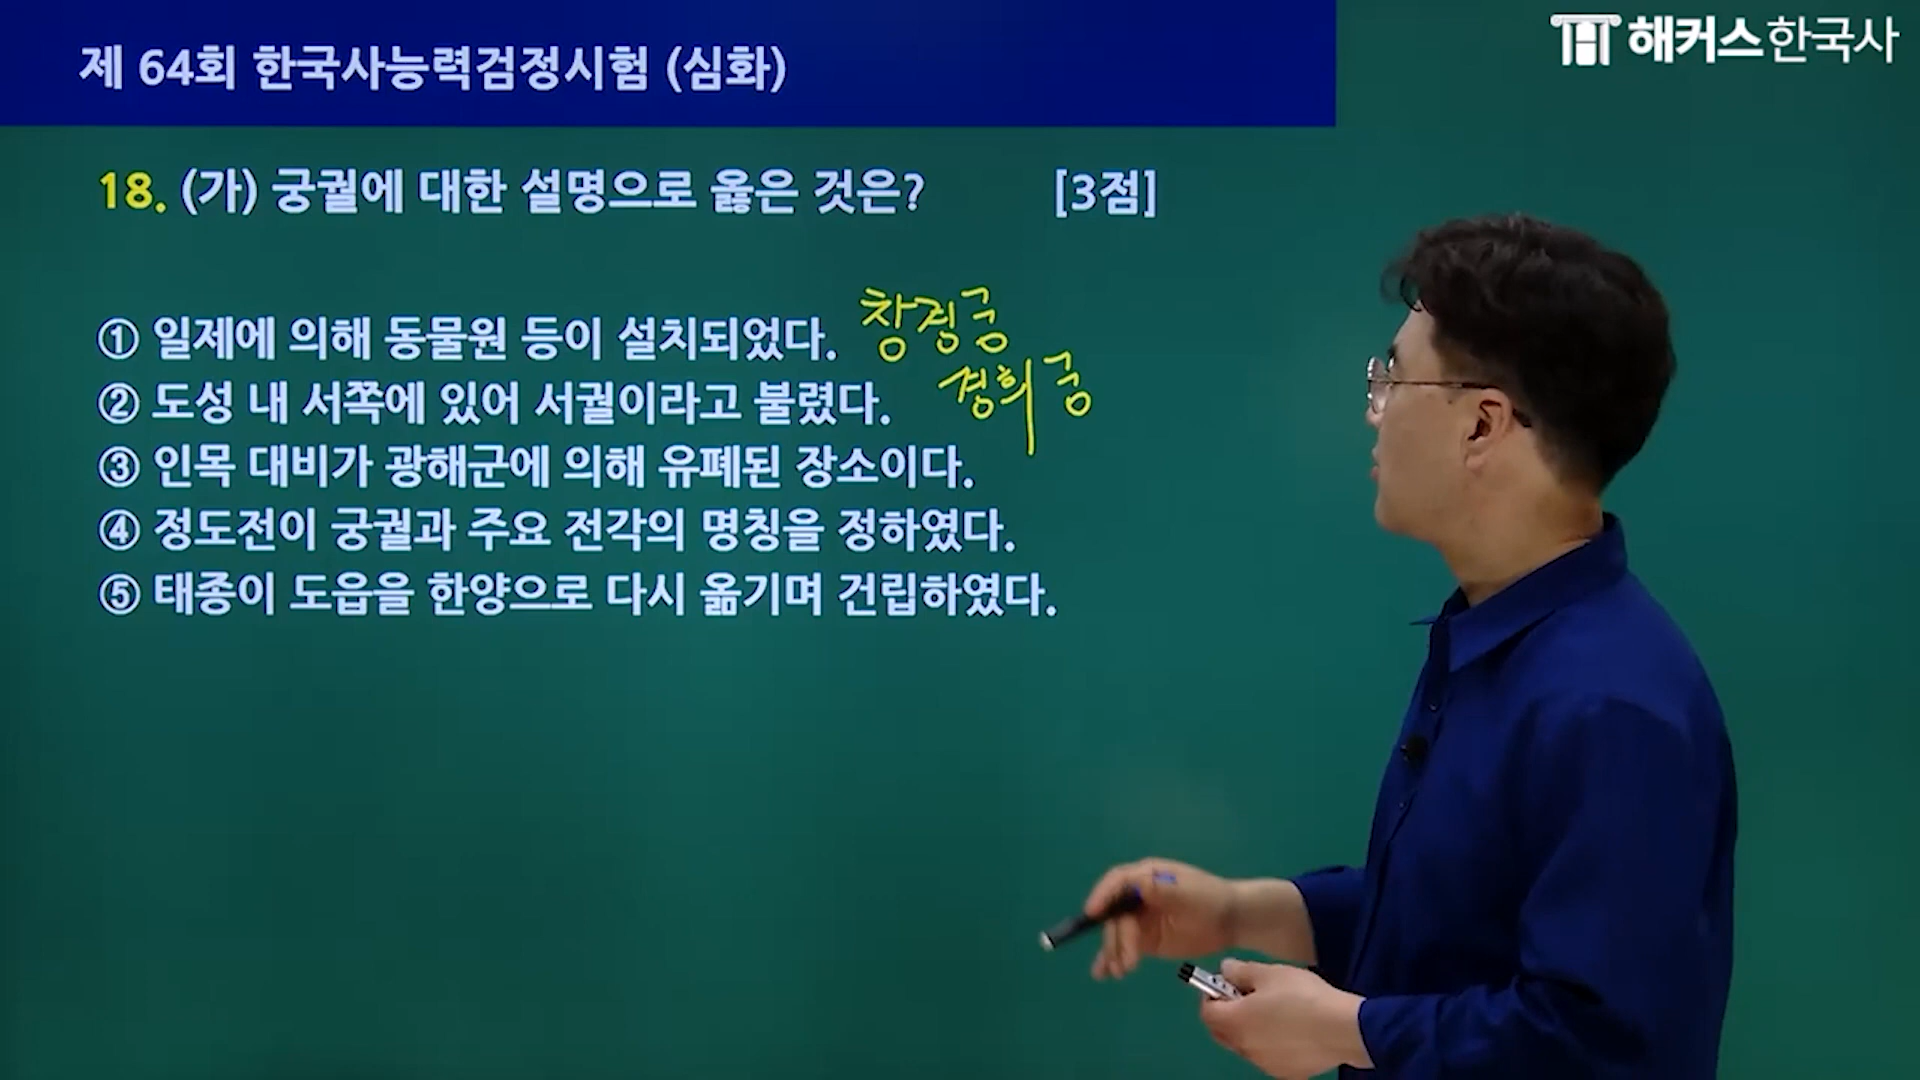 제 64회 한국사능력검정시험 (심화)
해커스한국사
18. (가) 궁궐에 대한 설명으로 옳은 것은? [3점]
① 일제에 의해 동물원 등이 설치되었다. 창경궁
② 도성 내 서쪽에 있어 서궐이라고 불렸다. 경희궁
③ 인목 대비가 광해군에 의해 유폐된 장소이다.
④ 정도전이 궁궐과 주요 전각의 명칭을 정하였다.
⑤ 태종이 도읍을 한양으로 다시 옮기며 건립하였다.